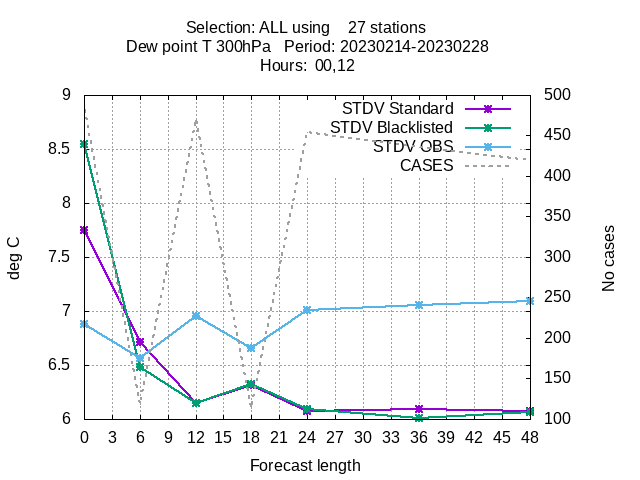 Selection: ALL using    27 stations
Dew point T 300hPa   Period: 20230214-20230228
Hours:  00,12
9 500
STDV Standard
STDV Blacklisted
STDV OBS
CASES
8.5 450
8 400
7.5 350
7 300
6.5 250
6 200
150
100
deg C
No cases
0 3 6 9 12 15 18 21 24 27 30 33 36 39 42 45 48
Forecast length